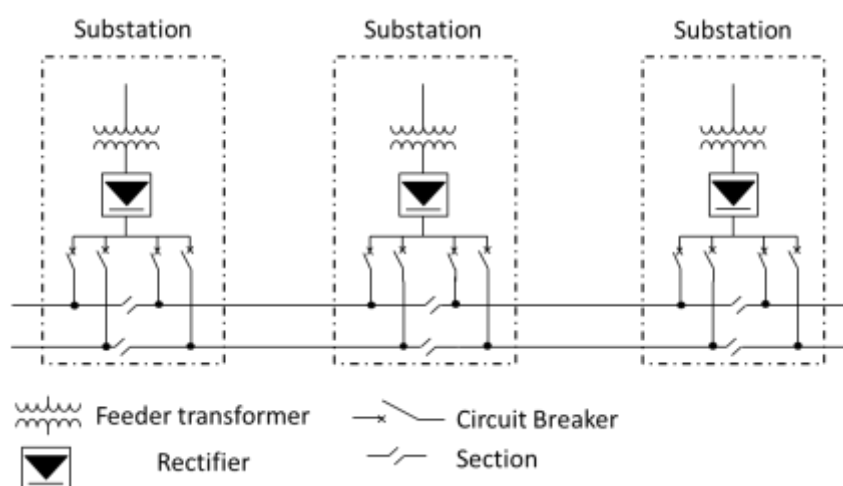 Substation
Substation
Substation
Feeder transformer
Circuit Breaker
Rectifier
Section